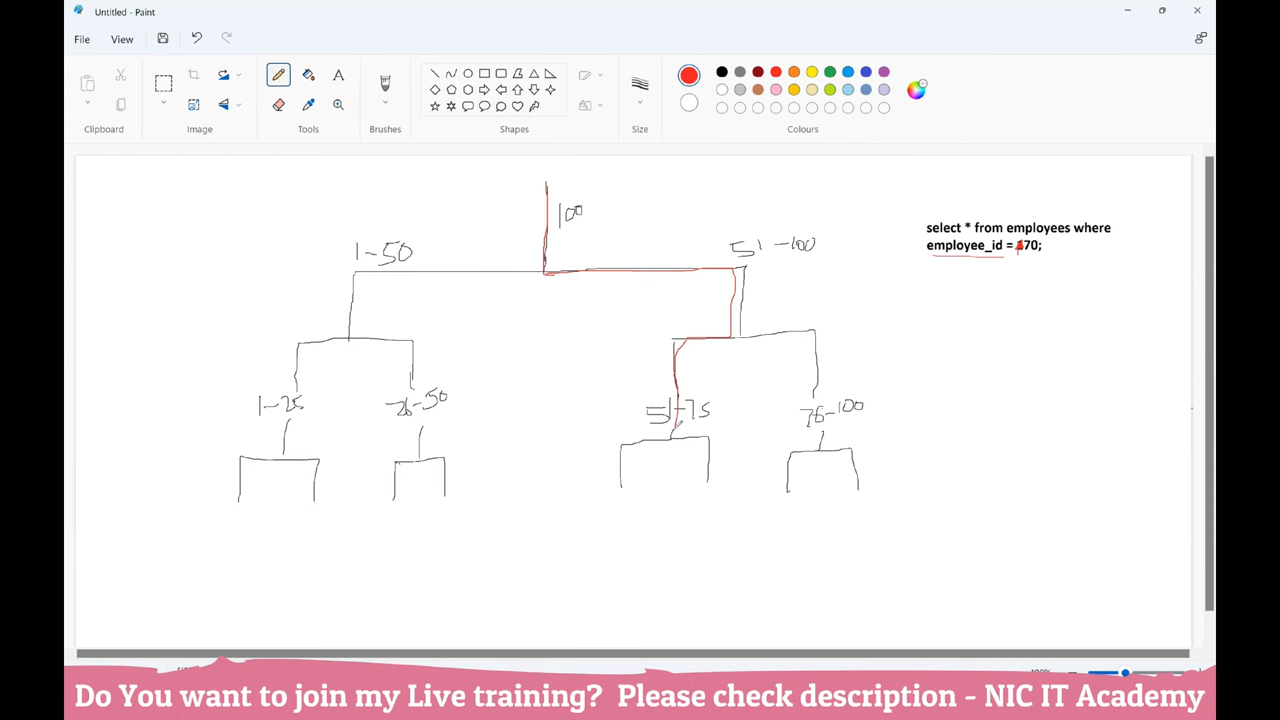 Untitled - Paint
File View
Clipboard Image Tools Brushes Shapes Size Colours
100
1-50 51-100
select * from employees where
employee_id = 70;
1-25 26-50 51-75 76-100
Do You want to join my Live training? Please check description - NIC IT Academy